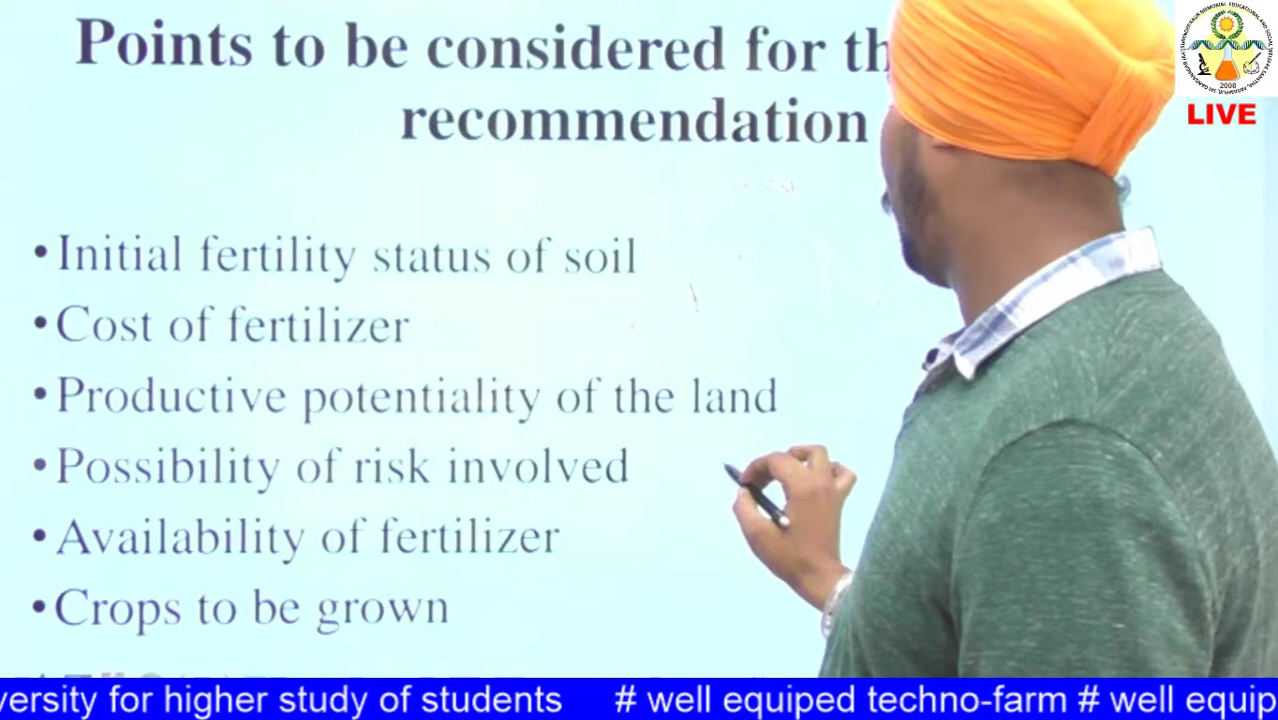 Points to be considered for th
recommendation
• Initial fertility status of soil
• Cost of fertilizer
• Productive potentiality of the land
• Possibility of risk involved
• Availability of fertilizer
• Crops to be grown
2008
LIVE
versity for higher study of students # well equiped techno-farm # well equip